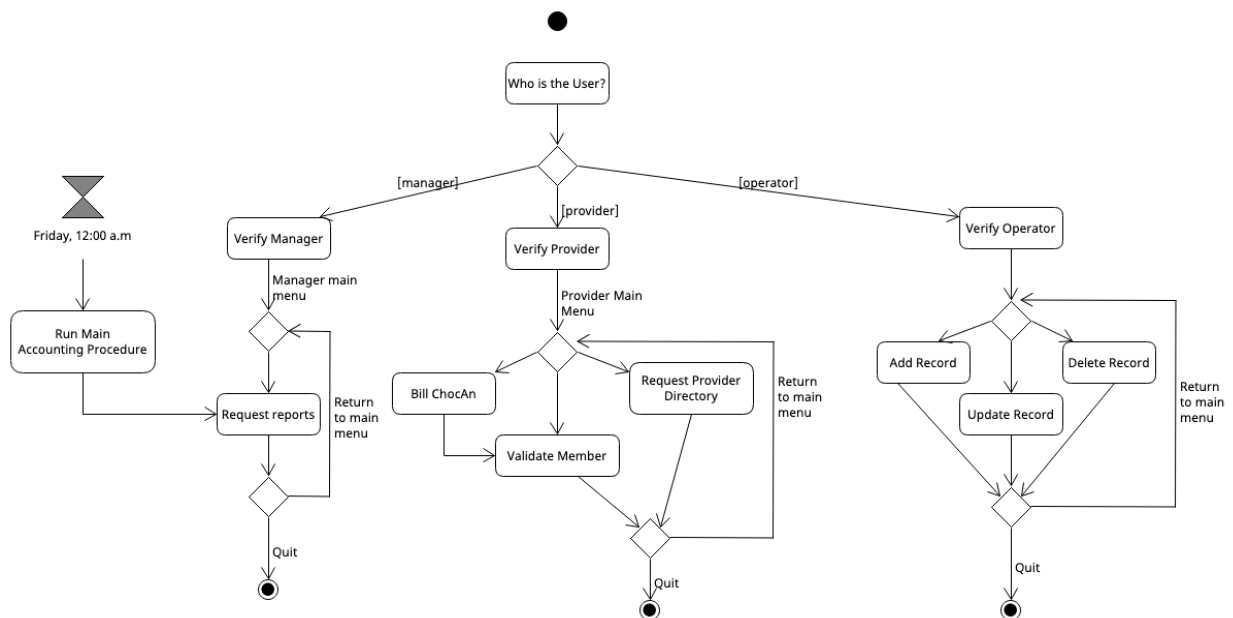 Who is the User?
[manager]
[operator]
[provider]
Friday, 12:00 a.m
Verify Manager
Verify Provider
Verify Operator
Manager main
menu
Provider Main
Menu
Run Main
Accounting Procedure
Bill ChocAn
Request Provider
Directory
Add Record
Delete Record
Request reports
Return
to main
menu
Return
to main
menu
Update Record
Return
to main
menu
Validate Member
Quit
Quit
Quit